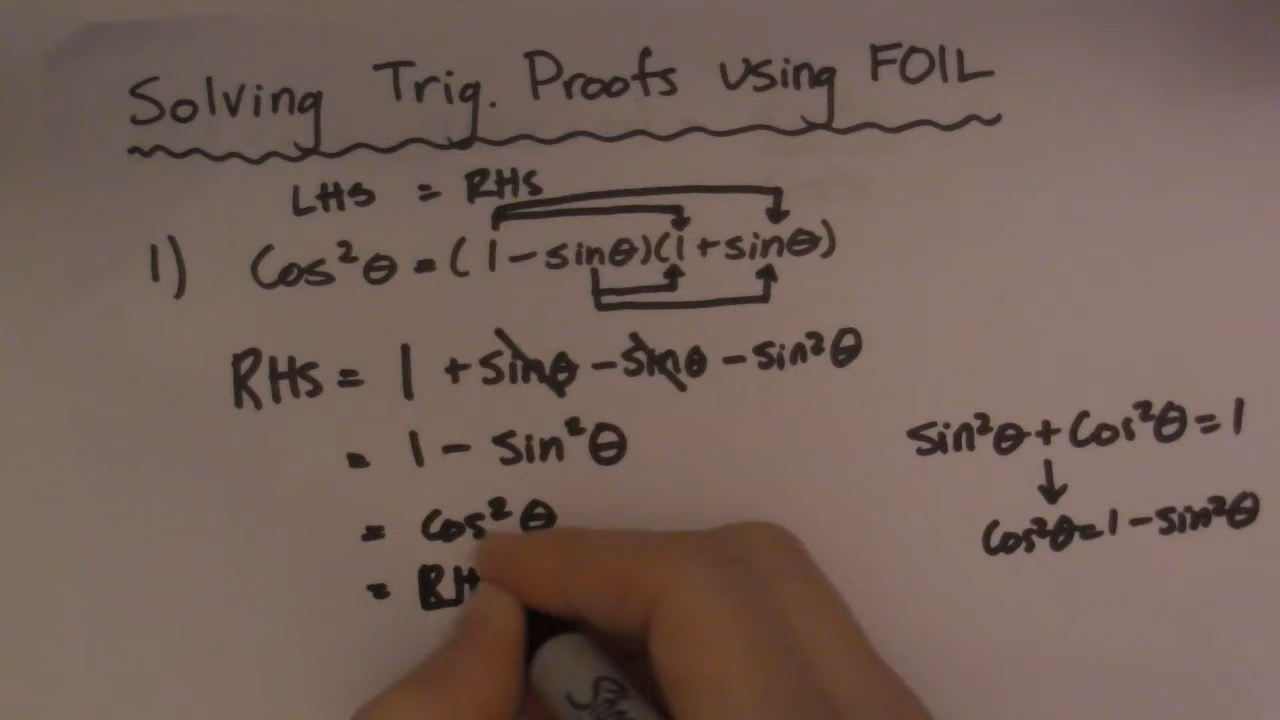 Solving Trig. Proofs using FOIL
LHS = RHS
1) Cos²θ = (1-sinθ)(1+sinθ)
RHS = 1 + sinθ - sinθ - sin²θ
= 1 - sin²θ
= Cos²θ
= RH
sin²θ + Cos²θ = 1
Cos²θ = 1 - sin²θ